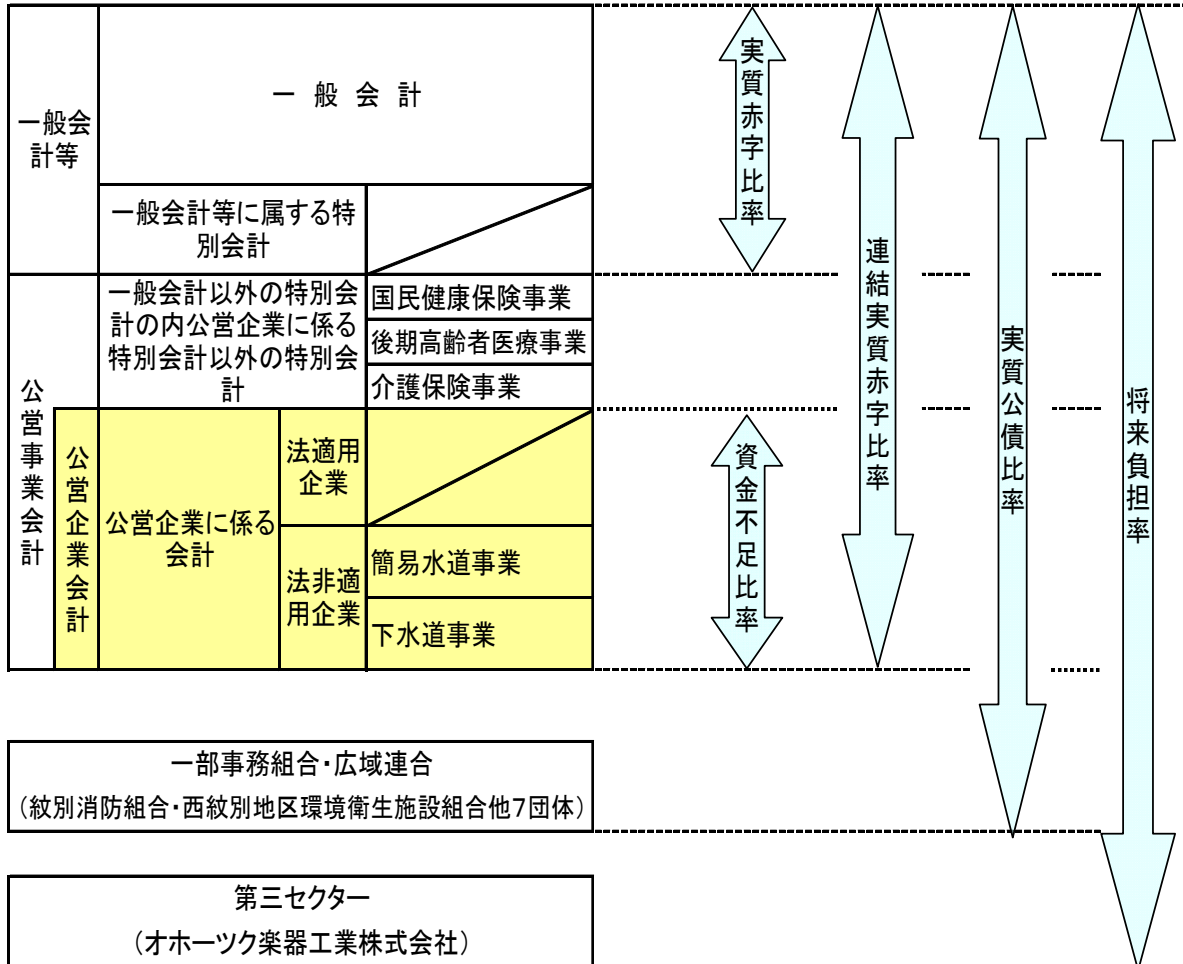 一般会
計等
一 般 会 計
一般会計等に属する特
別会計
公営事業会計
一般会計以外の特別会
計の内公営企業に係る
特別会計以外の特別会
計
国民健康保険事業
後期高齢者医療事業
介護保険事業
公営企業会計
公営企業に係る
会計
法適用
企業
法非適
用企業
簡易水道事業
下水道事業
実質赤字比率
資金不足比率
連結実質赤字比率
実質公債比率
将来負担率
一部事務組合・広域連合
(紋別消防組合・西紋別地区環境衛生施設組合他7団体)
第三セクター
(オホーツク楽器工業株式会社)